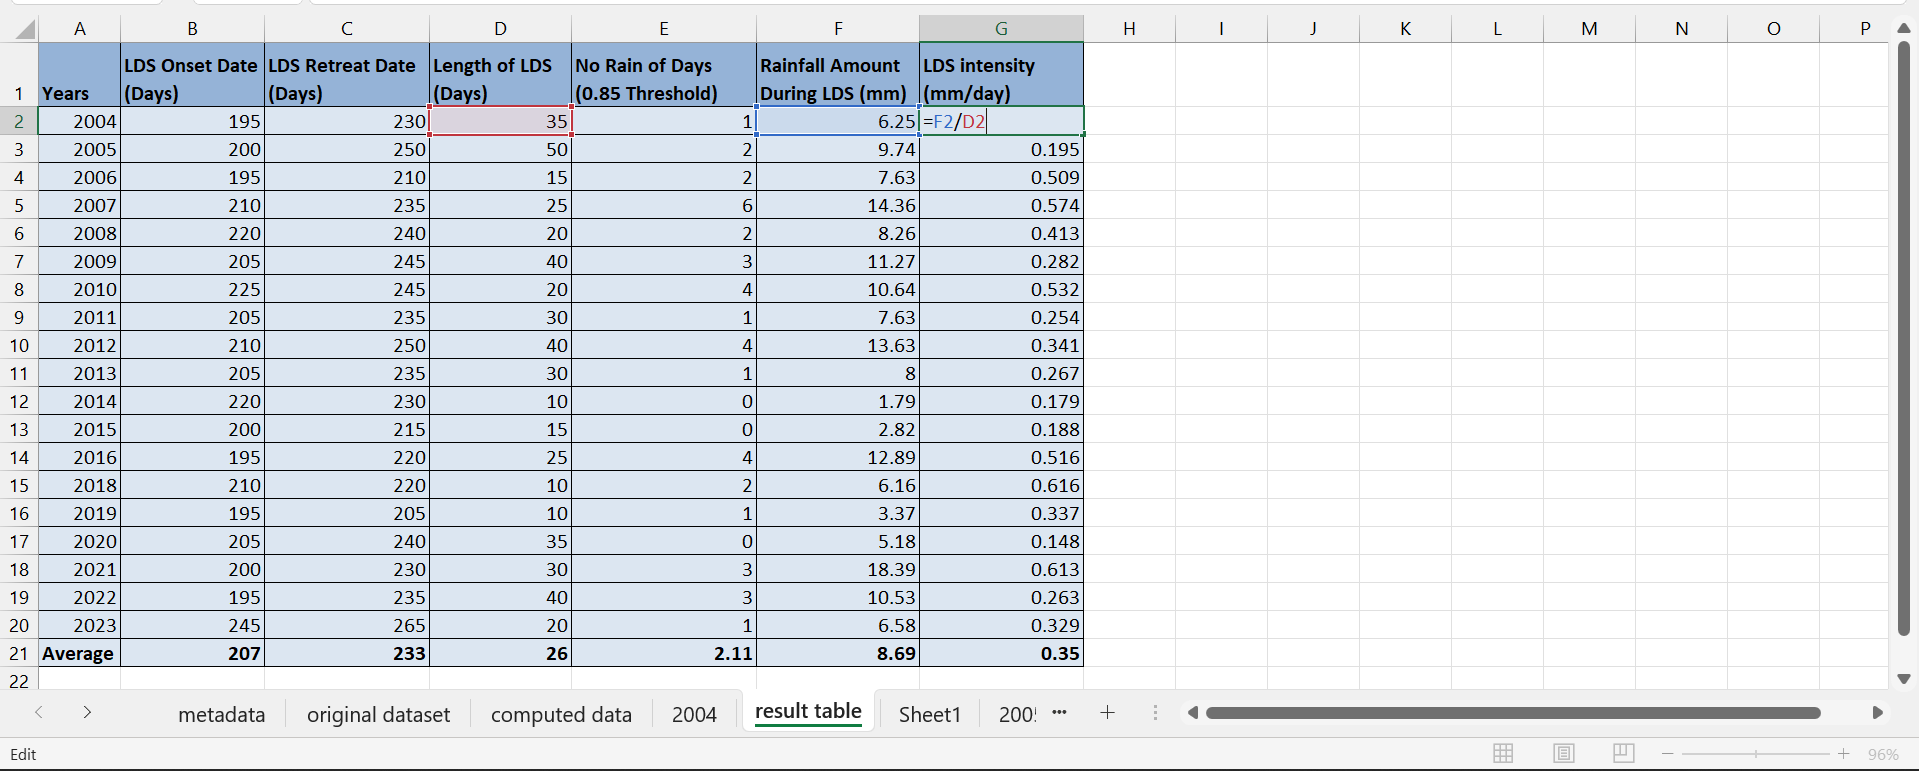 A B C D E F G H I J K L M N O P
LDS Onset Date LDS Retreat Date Length of LDS No Rain of Days Rainfall Amount LDS intensity
1 Years (Days) (Days) (Days) (0.85 Threshold) During LDS (mm) (mm/day)
2 2004 195 230 35 1 6.25 =F2/D2
3 2005 200 250 50 2 9.74 0.195
4 2006 195 210 15 2 7.63 0.509
5 2007 210 235 25 6 14.36 0.574
6 2008 220 240 20 2 8.26 0.413
7 2009 205 245 40 3 11.27 0.282
8 2010 225 245 20 4 10.64 0.532
9 2011 205 235 30 1 7.63 0.254
10 2012 210 250 40 4 13.63 0.341
11 2013 205 235 30 1 8 0.267
12 2014 220 230 10 0 1.79 0.179
13 2015 200 215 15 0 2.82 0.188
14 2016 195 220 25 4 12.89 0.516
15 2018 210 220 10 2 6.16 0.616
16 2019 195 205 10 1 3.37 0.337
17 2020 205 240 35 0 5.18 0.148
18 2021 200 230 30 3 18.39 0.613
19 2022 195 235 40 3 10.53 0.263
20 2023 245 265 20 1 6.58 0.329
21 Average 207 233 26 2.11 8.69 0.35
22
metadata original dataset computed data 2004 result table Sheet1 200 ...
Edit 96%